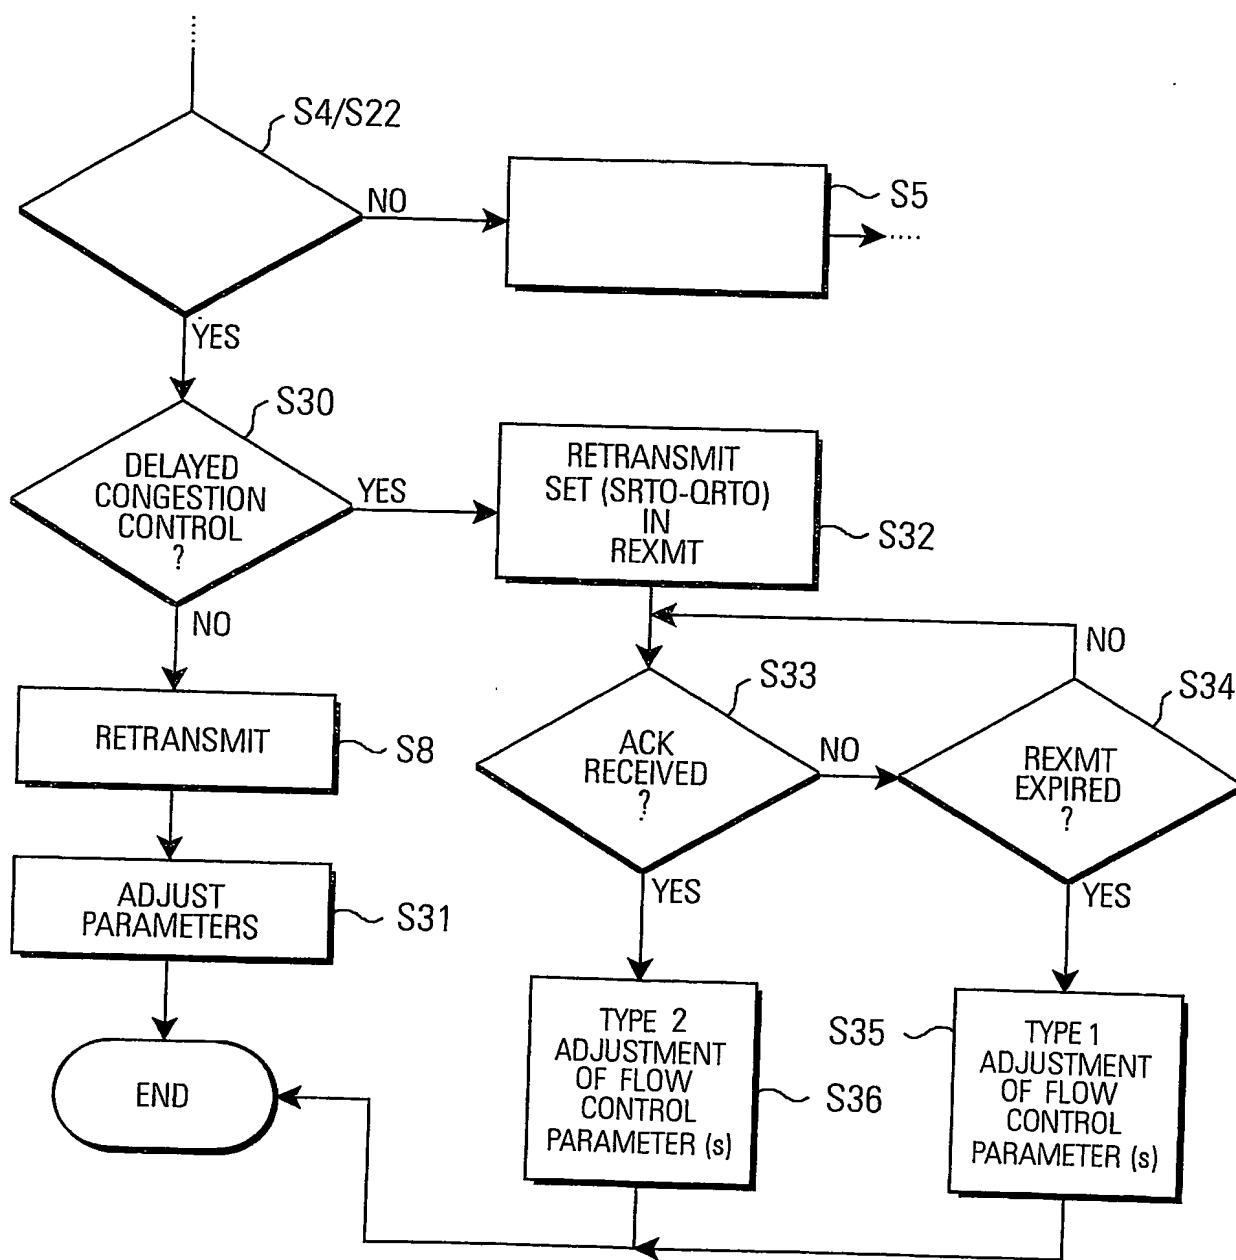 S4/S22
NO
S5
YES
S30
DELAYED
CONGESTION
CONTROL
?
YES
RETRANSMIT
SET (SRTO-QRTO)
IN
REXMT
S32
NO
NO
RETRANSMIT
S8
S33
ACK
RECEIVED
?
NO
S34
REXMT
EXPIRED
?
YES
YES
ADJUST
PARAMETERS
S31
END
TYPE 2
ADJUSTMENT
OF FLOW
CONTROL
PARAMETER (s)
S36
S35
TYPE 1
ADJUSTMENT
OF FLOW
CONTROL
PARAMETER (s)